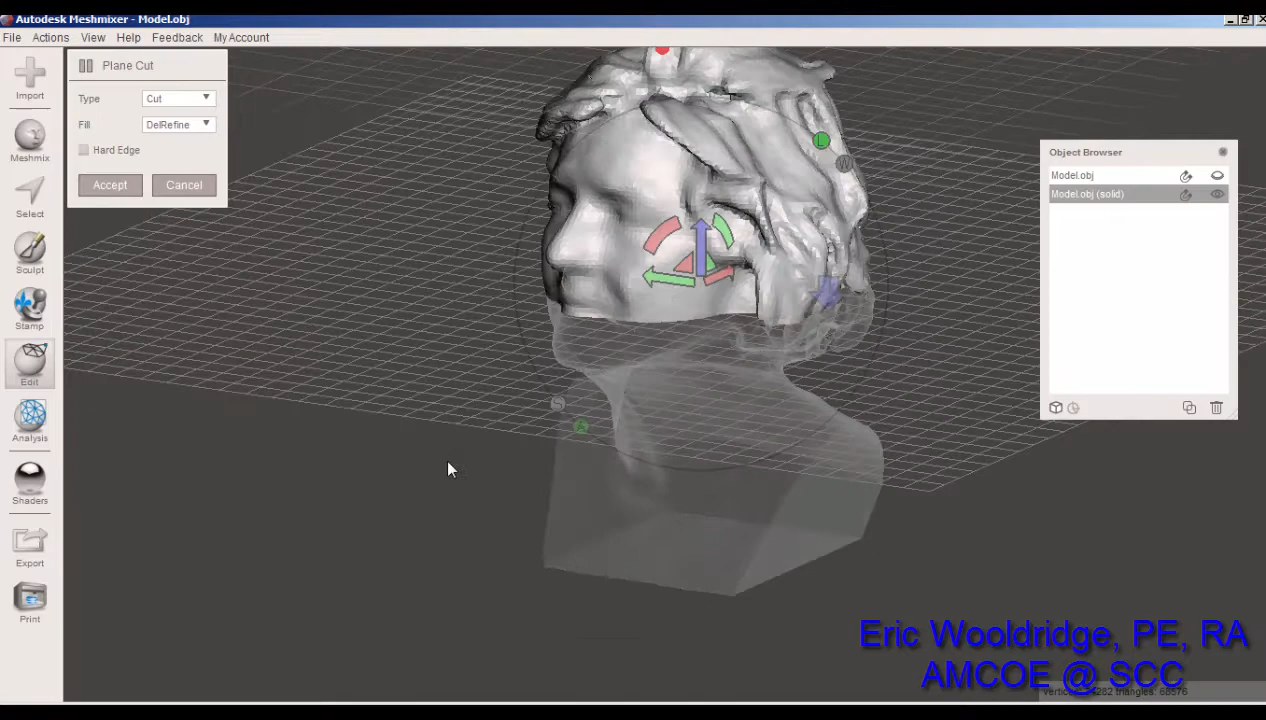 Autodesk Meshmixer - Model.obj
File Actions View Help Feedback My Account
Import
Meshmix
Select
Sculpt
Stamp
Edit
Analysis
Shaders
Export
Print
Plane Cut
Type Cut
Fill DelRefine
Hard Edge
Accept Cancel
L
W
S
A
Object Browser
Model.obj
Model.obj (solid)
Eric Wooldridge, PE, RA
AMCOE @ SCC
triangles: 68576